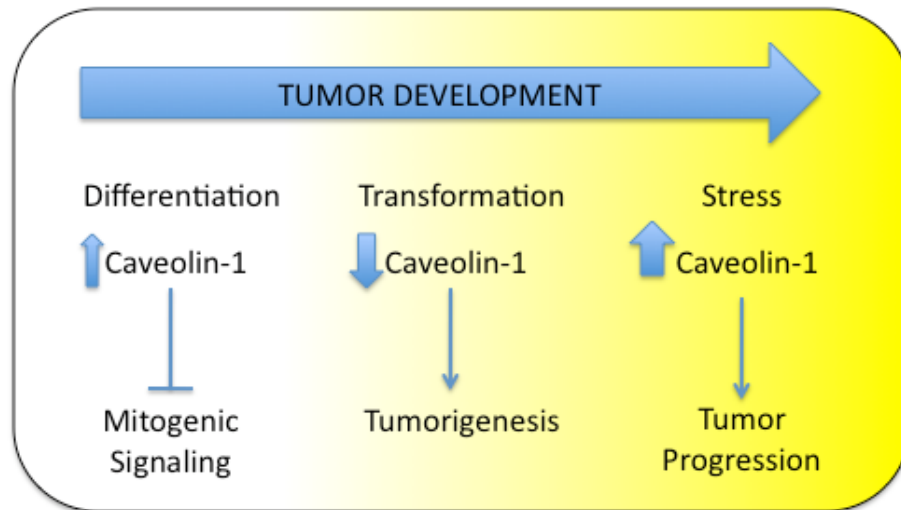 TUMOR DEVELOPMENT
Differentiation
Transformation
Stress
Caveolin-1
Caveolin-1
Caveolin-1
Mitogenic
Signaling
Tumorigenesis
Tumor
Progression